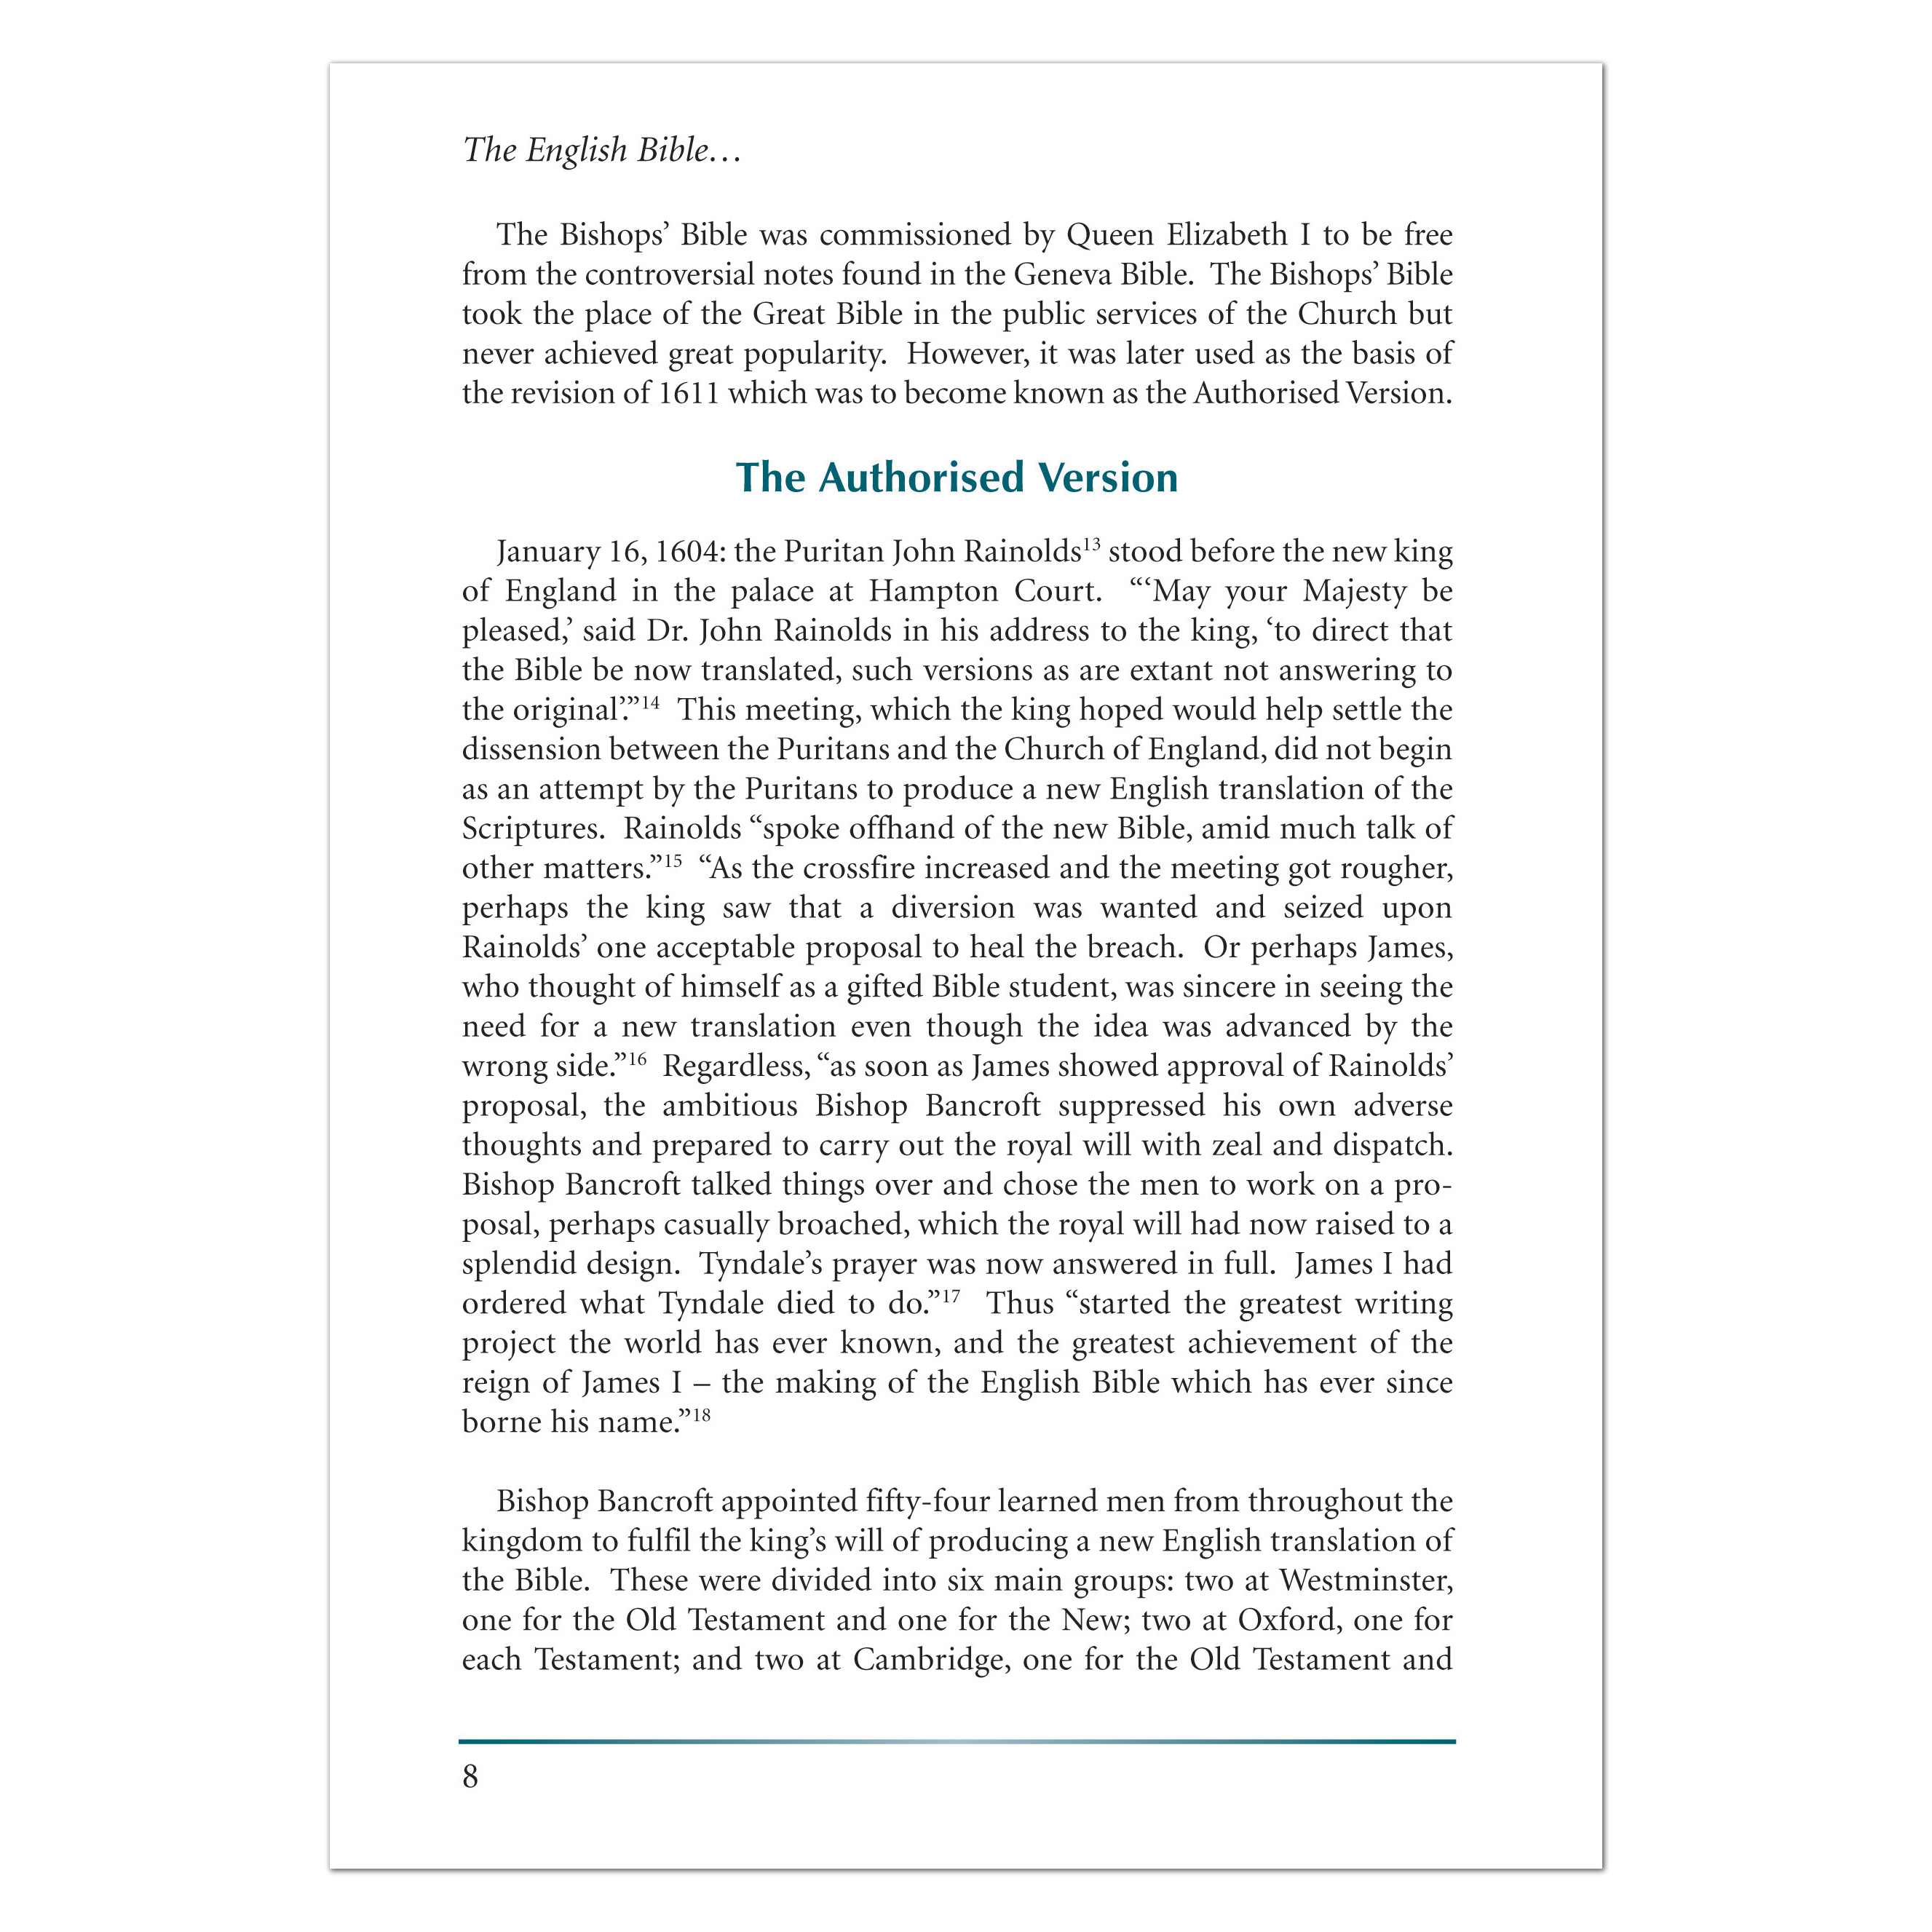 The English Bible…
The Bishops’ Bible was commissioned by Queen Elizabeth I to be free
from the controversial notes found in the Geneva Bible.  The Bishops’ Bible
took the place of the Great Bible in the public services of the Church but
never achieved great popularity.  However, it was later used as the basis of
the revision of 1611 which was to become known as the Authorised Version.
The Authorised Version
January 16, 1604: the Puritan John Rainolds¹³ stood before the new king
of England in the palace at Hampton Court.  “‘May your Majesty be
pleased,’ said Dr. John Rainolds in his address to the king, ‘to direct that
the Bible be now translated, such versions as are extant not answering to
the original’.”¹⁴  This meeting, which the king hoped would help settle the
dissension between the Puritans and the Church of England, did not begin
as an attempt by the Puritans to produce a new English translation of the
Scriptures.  Rainolds “spoke offhand of the new Bible, amid much talk of
other matters.”¹⁵  “As the crossfire increased and the meeting got rougher,
perhaps the king saw that a diversion was wanted and seized upon
Rainolds’ one acceptable proposal to heal the breach.  Or perhaps James,
who thought of himself as a gifted Bible student, was sincere in seeing the
need for a new translation even though the idea was advanced by the
wrong side.”¹⁶  Regardless, “as soon as James showed approval of Rainolds’
proposal, the ambitious Bishop Bancroft suppressed his own adverse
thoughts and prepared to carry out the royal will with zeal and dispatch.
Bishop Bancroft talked things over and chose the men to work on a pro-
posal, perhaps casually broached, which the royal will had now raised to a
splendid design.  Tyndale’s prayer was now answered in full.  James I had
ordered what Tyndale died to do.”¹⁷  Thus “started the greatest writing
project the world has ever known, and the greatest achievement of the
reign of James I – the making of the English Bible which has ever since
borne his name.”¹⁸
Bishop Bancroft appointed fifty-four learned men from throughout the
kingdom to fulfil the king’s will of producing a new English translation of
the Bible.  These were divided into six main groups: two at Westminster,
one for the Old Testament and one for the New; two at Oxford, one for
each Testament; and two at Cambridge, one for the Old Testament and
8